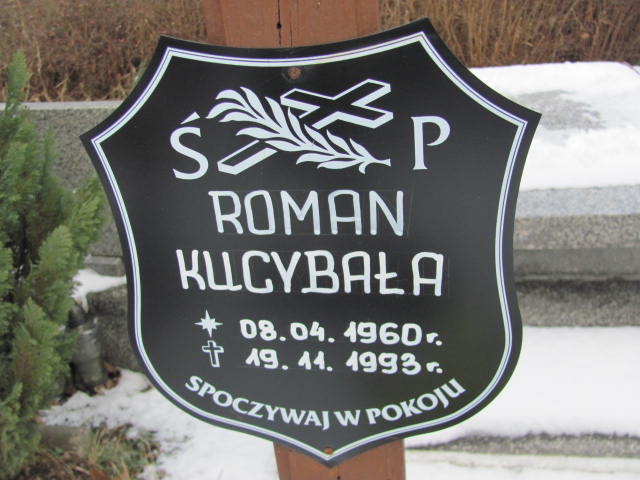 Ś P
ROMAN
KUCYBAŁA
08.04.1960 r.
19.11.1993 r.
SPOCZYWAJ W POKOJU